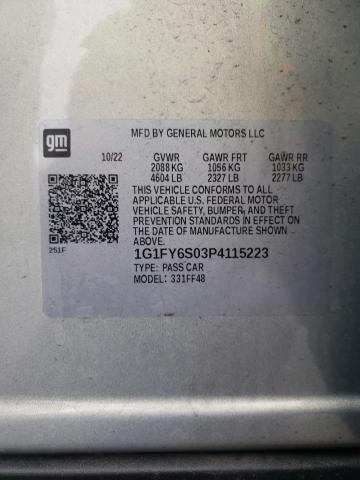 gm
MFD BY GENERAL MOTORS LLC
10/22 GVWR GAWR FRT GAWR RR
2088 KG 1056 KG 1033 KG
4604 LB 2327 LB 2277 LB
THIS VEHICLE CONFORMS TO ALL
APPLICABLE U.S. FEDERAL MOTOR
VEHICLE SAFETY, BUMPER, AND THEFT
PREVENTION STANDARDS IN EFFECT ON
THE DATE OF MANUFACTURE SHOWN
ABOVE.
251F
1G1FY6S03P4115223
TYPE: PASS CAR
MODEL: 331FF48